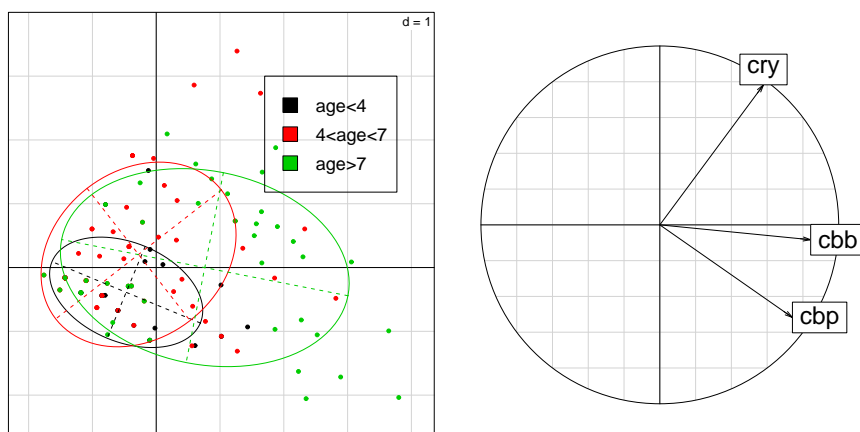 d = 1
age<4
4<age<7
age>7
cry
cbb
cbp